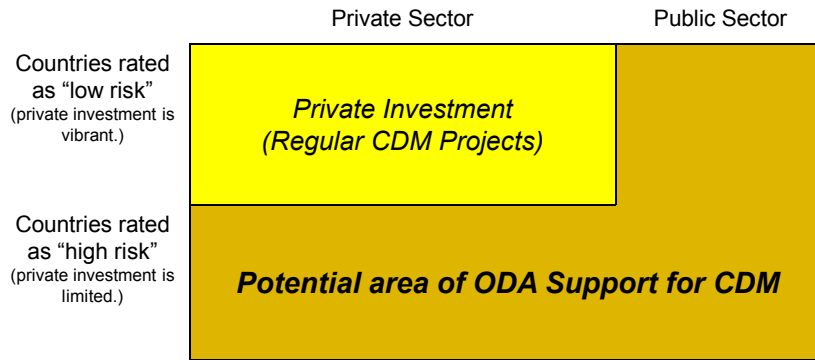 Private Sector
Public Sector
Countries rated
as “low risk”
(private investment is
vibrant.)
Private Investment
(Regular CDM Projects)
Countries rated
as “high risk”
(private investment is
limited.)
Potential area of ODA Support for CDM